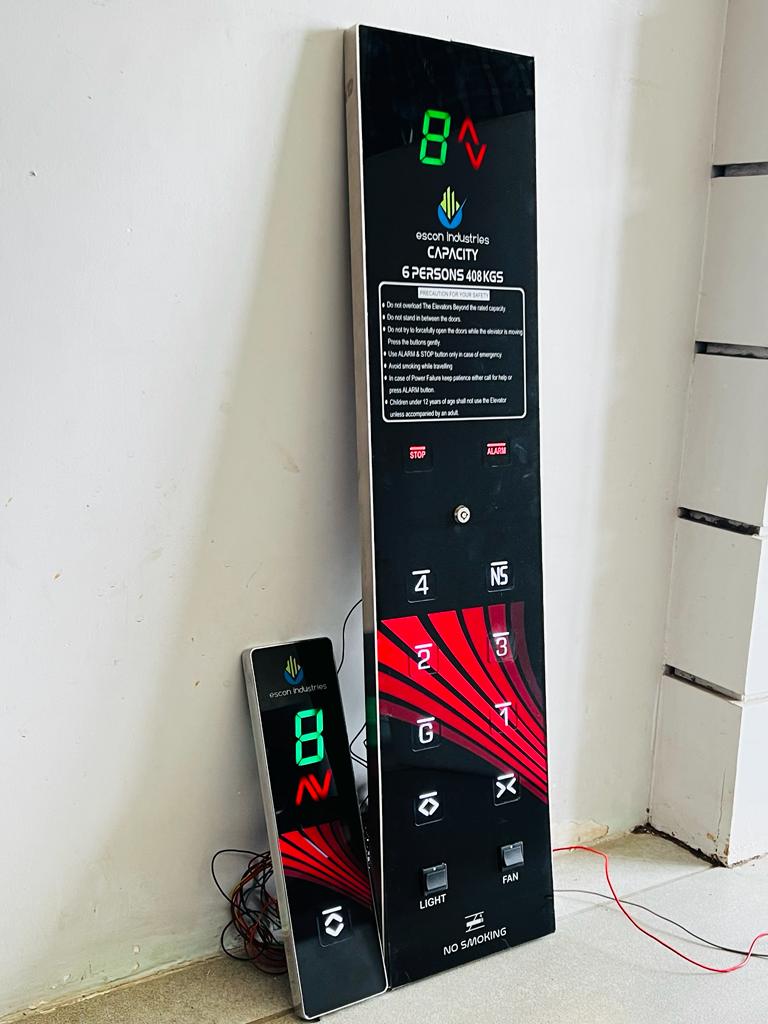 8
escon Industries
CAPACITY
6 PERSONS 408 KGS
PRECAUTION FOR YOUR SAFETY
• Do not overload The Elevators Beyond the rated capacity
• Do not stand in between the doors.
• Do not try to forcefully open the doors while the elevator is moving
Press the buttons gently.
• Use ALARM & STOP button only in case of emergency
• Avoid smoking while travelling
• In case of Power Failure keep patience either call for help or
press ALARM button.
• Children under 12 years of age shall not use the Elevator
unless accompanied by an adult.
STOP ALARM
4 NS
2 3
G 1
LIGHT FAN
NO SMOKING
escon Industries
8